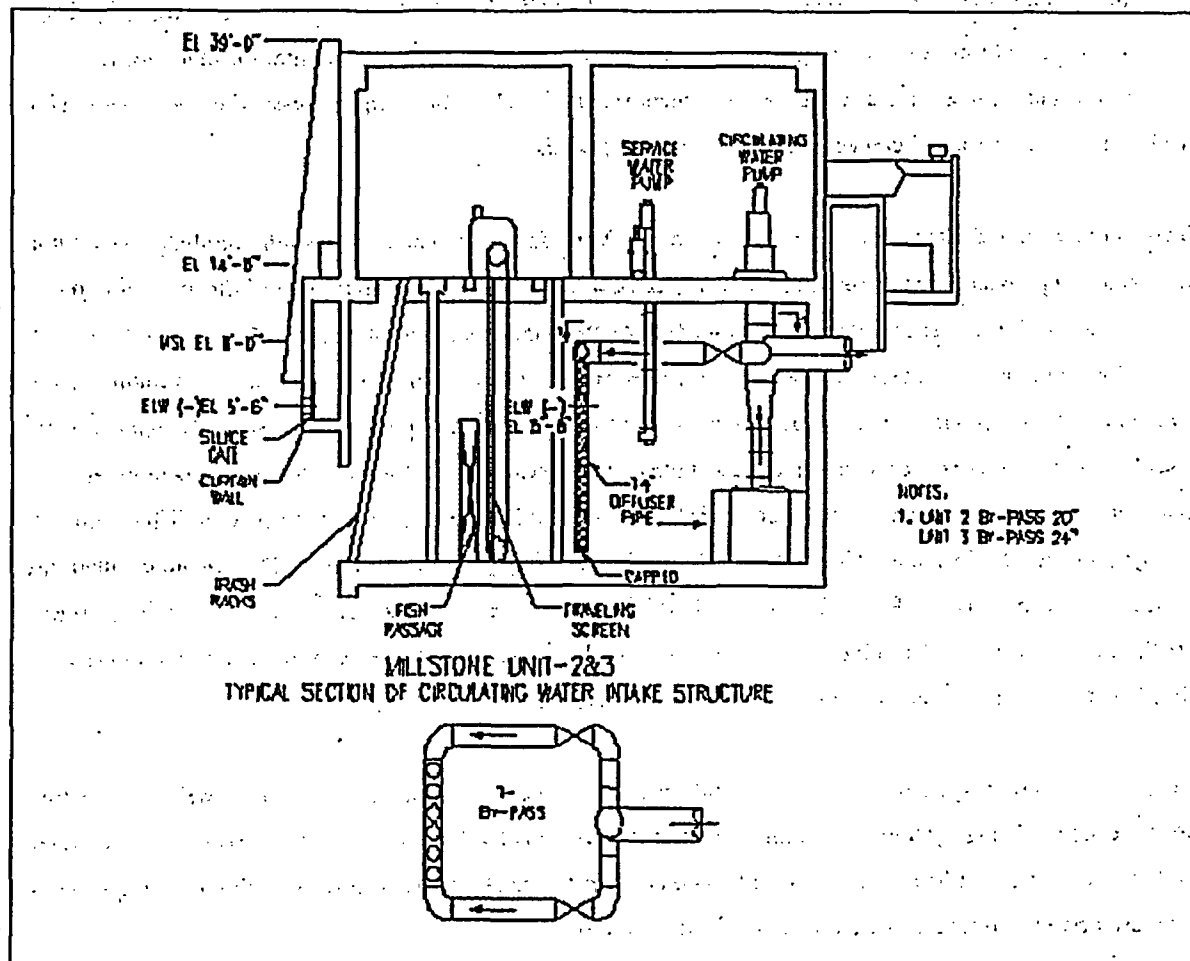 EL 39'-0"
SERVICE
WATER
PUMP
CIRCULATING
WATER
PUMP
EL 14'-0"
MSL EL 0'-0"
ELW (-)EL 5'-6"
SLUICE
GATE
CURTAIN
WALL
ELW (-)
14"
DIFFUSER
PIPE
NOTES.
1. UNIT 2 BY-PASS 20"
UNIT 3 BY-PASS 24"
TRASH
RACKS
FISH
PASSAGE
TRAVELING
SCREEN
CAPPED
MILLSTONE UNIT-2&3
TYPICAL SECTION OF CIRCULATING WATER INTAKE STRUCTURE
BY-PASS